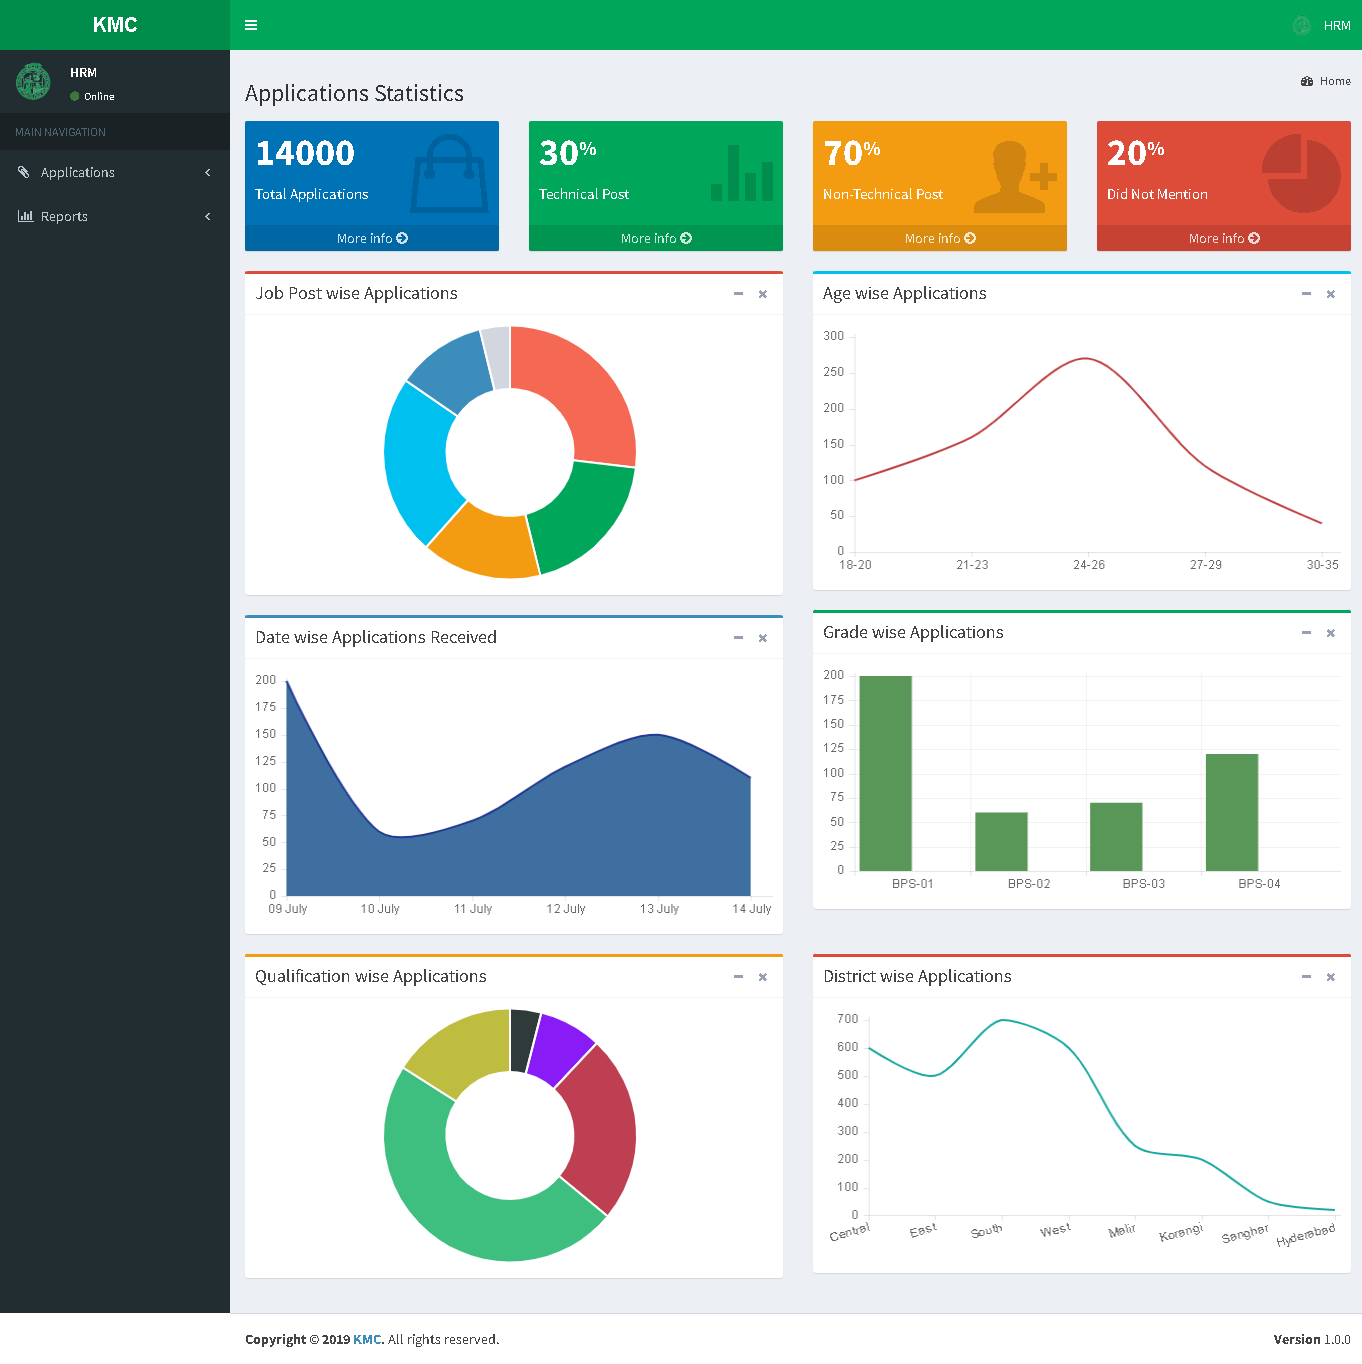 KMC
HRM
HRM
Online
MAIN NAVIGATION
Applications
Reports
Applications Statistics
Home
14000
Total Applications
More info
30%
Technical Post
More info
70%
Non-Technical Post
More info
20%
Did Not Mention
More info
Job Post wise Applications
Age wise Applications
300
250
200
150
100
50
0
18-20 21-23 24-26 27-29 30-35
Date wise Applications Received
200
175
150
125
100
75
50
25
0
09 July 10 July 11 July 12 July 13 July 14 July
Grade wise Applications
200
175
150
125
100
75
50
25
0
BPS-01 BPS-02 BPS-03 BPS-04
Qualification wise Applications
District wise Applications
700
600
500
400
300
200
100
0
Central East South West Malir Korangi Sanghar Hyderabad
Copyright © 2019 KMC. All rights reserved.
Version 1.0.0